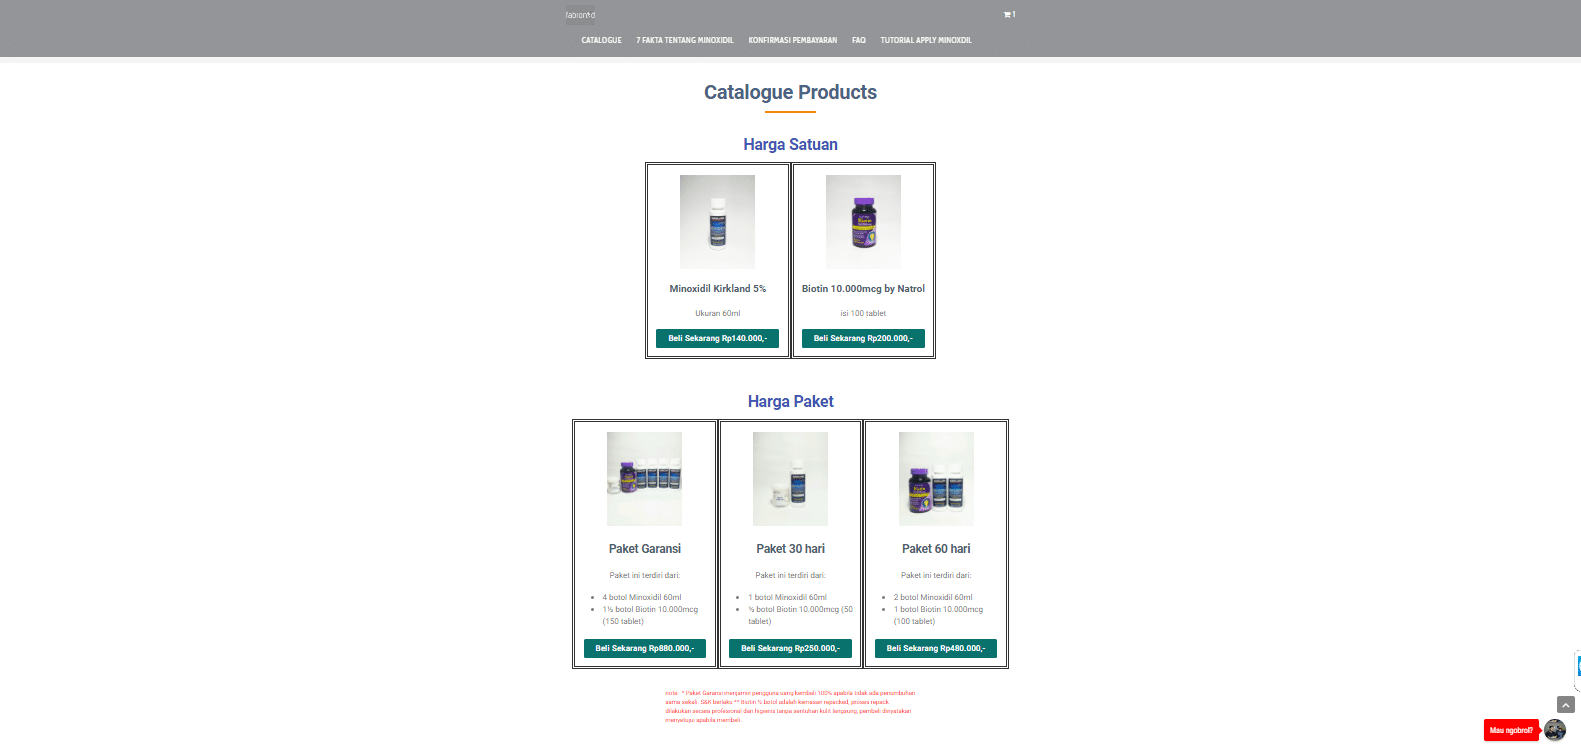 fabromid
1
CATALOGUE 7 FAKTA TENTANG MINOXIDIL KONFIRMASI PEMBAYARAN FAQ TUTORIAL APPLY MINOXDIL
Catalogue Products
Harga Satuan
Minoxidil Kirkland 5%
Ukuran 60ml
Beli Sekarang Rp140.000,-
Biotin 10.000mcg by Natrol
isi 100 tablet
Beli Sekarang Rp200.000,-
Harga Paket
Paket Garansi
Paket ini terdiri dari:
4 botol Minoxidil 60ml
1½ botol Biotin 10.000mcg
(150 tablet)
Beli Sekarang Rp880.000,-
Paket 30 hari
Paket ini terdiri dari:
1 botol Minoxidil 60ml
½ botol Biotin 10.000mcg (50
tablet)
Beli Sekarang Rp250.000,-
Paket 60 hari
Paket ini terdiri dari:
2 botol Minoxidil 60ml
1 botol Biotin 10.000mcg
(100 tablet)
Beli Sekarang Rp480.000,-
note: * Paket Garansi menjamin pengguna uang kembali 100% apabila tidak ada penumbuhan
sama sekali. S&K berlaku ** Biotin ½ botol adalah kemasan repacked, proses repack
dilakukan secara profesional dan higienis tanpa sentuhan kulit langsung, pembeli dinyatakan
menyetujui apabila membeli.
Mau ngobrol?